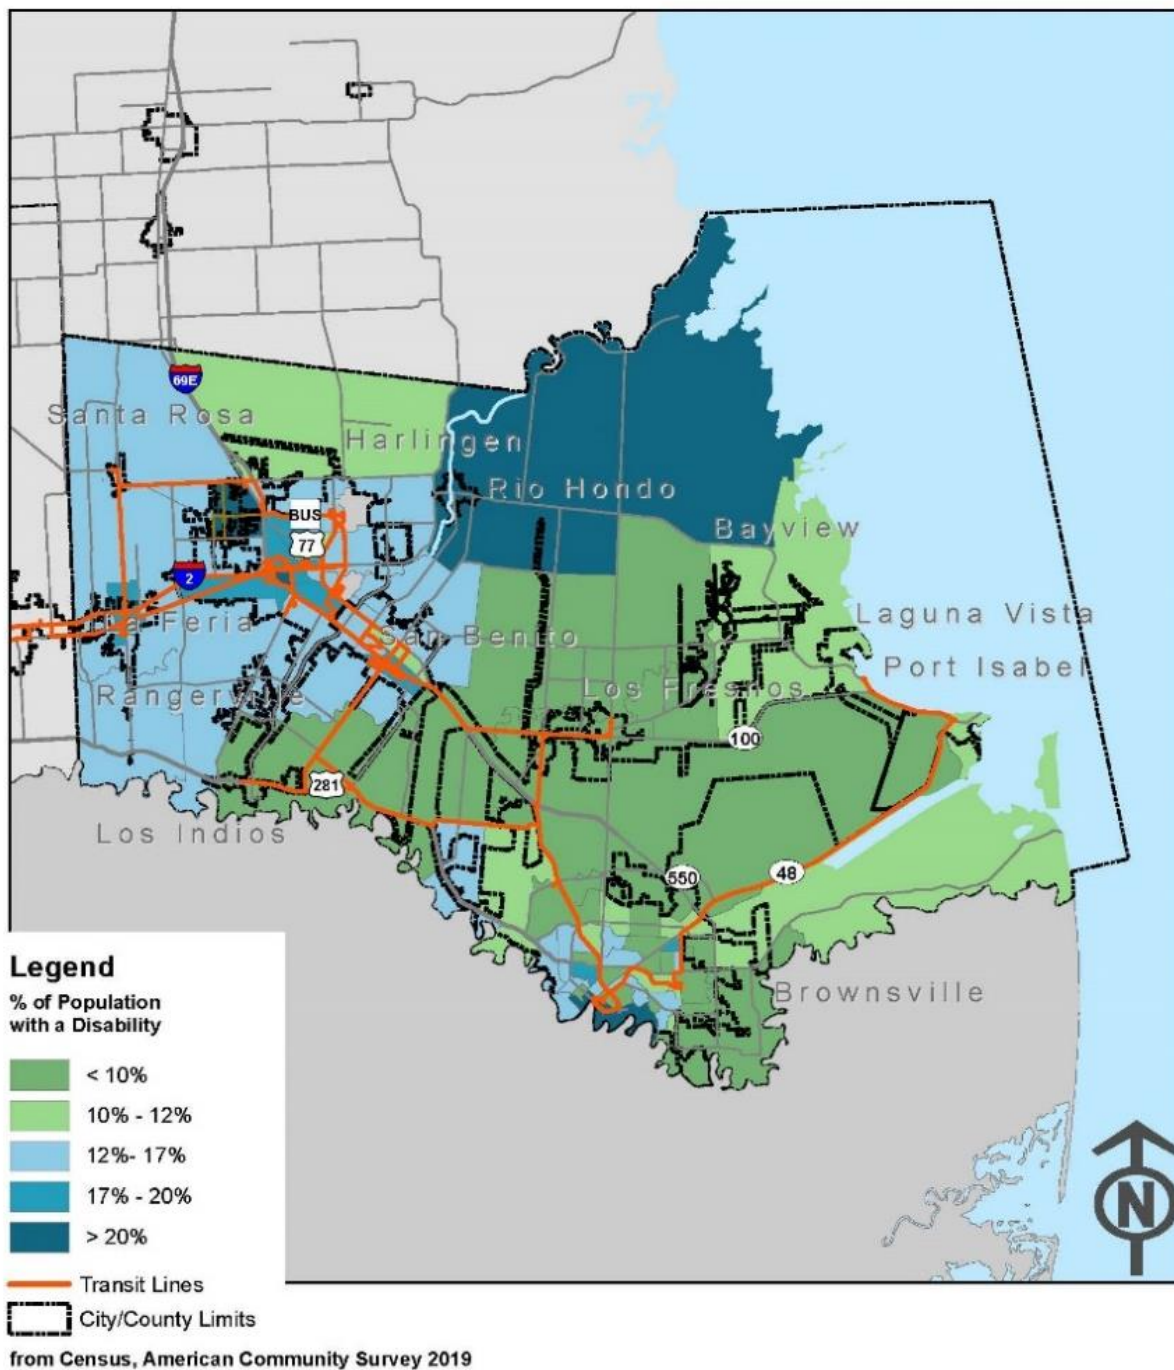 69E
Santa Rosa
Harlingen
Rio Hondo
BUS
77
Bayview
2
La Feria
San Benito
Laguna Vista
Port Isabel
Rangerville
Los Fresnos
100
281
Los Indios
550
48
Brownsville
Legend
% of Population
with a Disability
< 10%
10% - 12%
12%- 17%
17% - 20%
> 20%
Transit Lines
City/County Limits
N
from Census, American Community Survey 2019